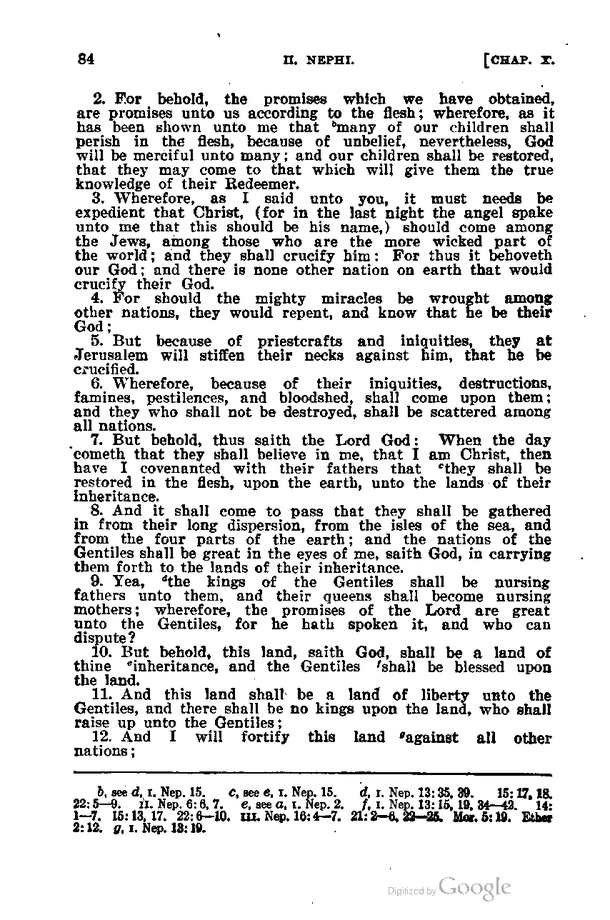 84 II. NEPHI. [CHAP. X.
2. For behold, the promises which we have obtained,
are promises unto us according to the flesh; wherefore, as it
has been shown unto me that ᵇmany of our children shall
perish in the flesh, because of unbelief, nevertheless, God
will be merciful unto many; and our children shall be restored,
that they may come to that which will give them the true
knowledge of their Redeemer.
3. Wherefore, as I said unto you, it must needs be
expedient that Christ, (for in the last night the angel spake
unto me that this should be his name,) should come among
the Jews, among those who are the more wicked part of
the world; and they shall crucify him: For thus it behoveth
our God; and there is none other nation on earth that would
crucify their God.
4. For should the mighty miracles be wrought among
other nations, they would repent, and know that he be their
God;
5. But because of priestcrafts and iniquities, they at
Jerusalem will stiffen their necks against him, that he be
crucified.
6. Wherefore, because of their iniquities, destructions,
famines, pestilences, and bloodshed, shall come upon them;
and they who shall not be destroyed, shall be scattered among
all nations.
7. But behold, thus saith the Lord God: When the day
cometh that they shall believe in me, that I am Christ, then
have I covenanted with their fathers that ᶜthey shall be
restored in the flesh, upon the earth, unto the lands of their
inheritance.
8. And it shall come to pass that they shall be gathered
in from their long dispersion, from the isles of the sea, and
from the four parts of the earth; and the nations of the
Gentiles shall be great in the eyes of me, saith God, in carrying
them forth to the lands of their inheritance.
9. Yea, ᵈthe kings of the Gentiles shall be nursing
fathers unto them, and their queens shall become nursing
mothers; wherefore, the promises of the Lord are great
unto the Gentiles, for he hath spoken it, and who can
dispute?
10. But behold, this land, saith God, shall be a land of
thine ᵉinheritance, and the Gentiles ᶠshall be blessed upon
the land.
11. And this land shall be a land of liberty unto the
Gentiles, and there shall be no kings upon the land, who shall
raise up unto the Gentiles;
12. And I will fortify this land ᵍagainst all other
nations;
b, see d, I. Nep. 15. c, see e, I. Nep. 15. d, I. Nep. 13:35, 39. 15:17, 18.
22:5—9. II. Nep. 6:6, 7. e, see a, I. Nep. 2. f, I. Nep. 13:15, 19, 34—42. 14:
1—7. 15:13, 17. 22:6—10. III. Nep. 16:4—7. 21:2—6, 22—25. Mor. 5:19. Ether
2:12. g, I. Nep. 13:19.
Digitized by Google